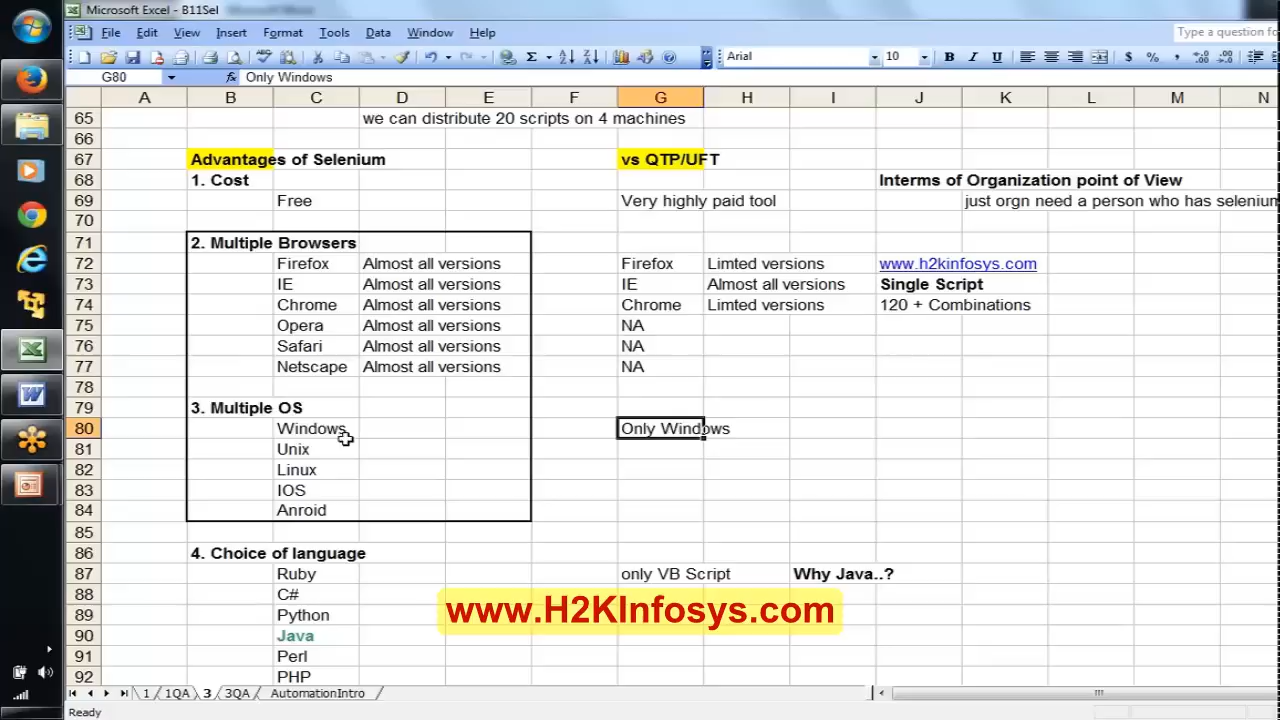 Microsoft Excel - B11Sel
File Edit View Insert Format Tools Data Window Help
Type a question fo
Arial 10 B I U $ %
G80 fx Only Windows
A B C D E F G H I J K L M N
65 we can distribute 20 scripts on 4 machines
66
67 Advantages of Selenium vs QTP/UFT
68 1. Cost Interms of Organization point of View
69 Free Very highly paid tool just orgn need a person who has selenium
70
71 2. Multiple Browsers
72 Firefox Almost all versions Firefox Limted versions www.h2kinfosys.com
73 IE Almost all versions IE Almost all versions Single Script
74 Chrome Almost all versions Chrome Limted versions 120 + Combinations
75 Opera Almost all versions NA
76 Safari Almost all versions NA
77 Netscape Almost all versions NA
78
79 3. Multiple OS
80 Windows Only Windows
81 Unix
82 Linux
83 IOS
84 Anroid
85
86 4. Choice of language
87 Ruby only VB Script Why Java..?
88 C#
89 Python
90 Java
91 Perl
92 PHP
www.H2KInfosys.com
1 1QA 3 3QA AutomationIntro
Ready